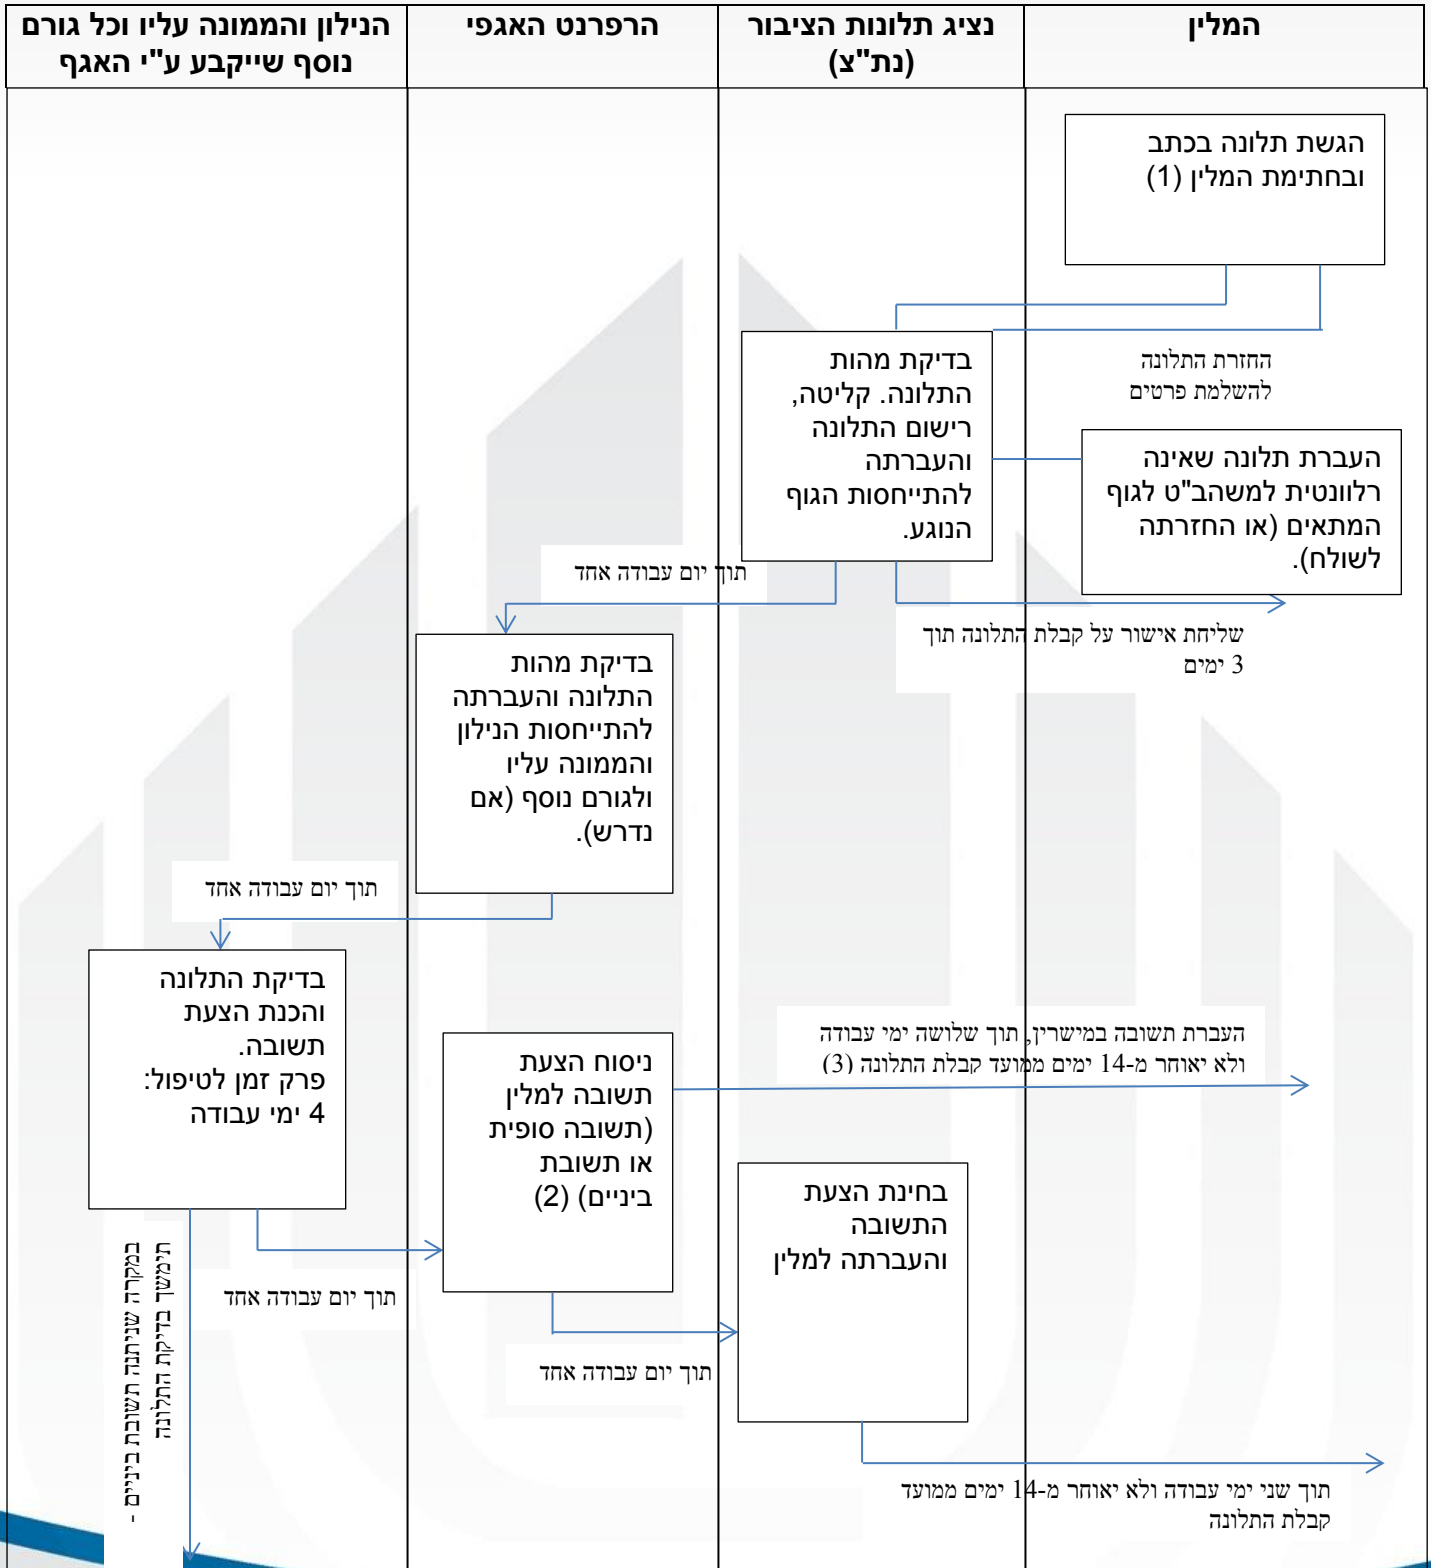 המלין
נציג תלונות הציבור
(נת"צ)
הרפרנט האגפי
הנילון והממונה עליו וכל גורם
נוסף שייקבע ע"י האגף
הגשת תלונה בכתב
ובחתימת המלין (1)
החזרת התלונה
להשלמת פרטים
בדיקת מהות
התלונה. קליטה,
רישום התלונה
והעברתה
להתייחסות הגוף
הנוגע.
העברת תלונה שאינה
רלוונטית למשהב"ט לגוף
המתאים (או החזרתה
לשולח).
תוך יום עבודה אחד
שליחת אישור על קבלת התלונה תוך
3 ימים
בדיקת מהות
התלונה והעברתה
להתייחסות הנילון
והממונה עליו
ולגורם נוסף (אם
נדרש).
תוך יום עבודה אחד
בדיקת התלונה
והכנת הצעת
תשובה.
פרק זמן לטיפול:
4 ימי עבודה
העברת תשובה במישרין, תוך שלושה ימי עבודה
ולא יאוחר מ-14 ימים ממועד קבלת התלונה (3)
ניסוח הצעת
תשובה למלין
(תשובה סופית
או תשובת
ביניים) (2)
בחינת הצעת
התשובה
והעברתה למלין
במקרה שניתנה תשובת ביניים -
תימשך בדיקת התלונה
תוך יום עבודה אחד
תוך יום עבודה אחד
תוך שני ימי עבודה ולא יאוחר מ-14 ימים ממועד
קבלת התלונה